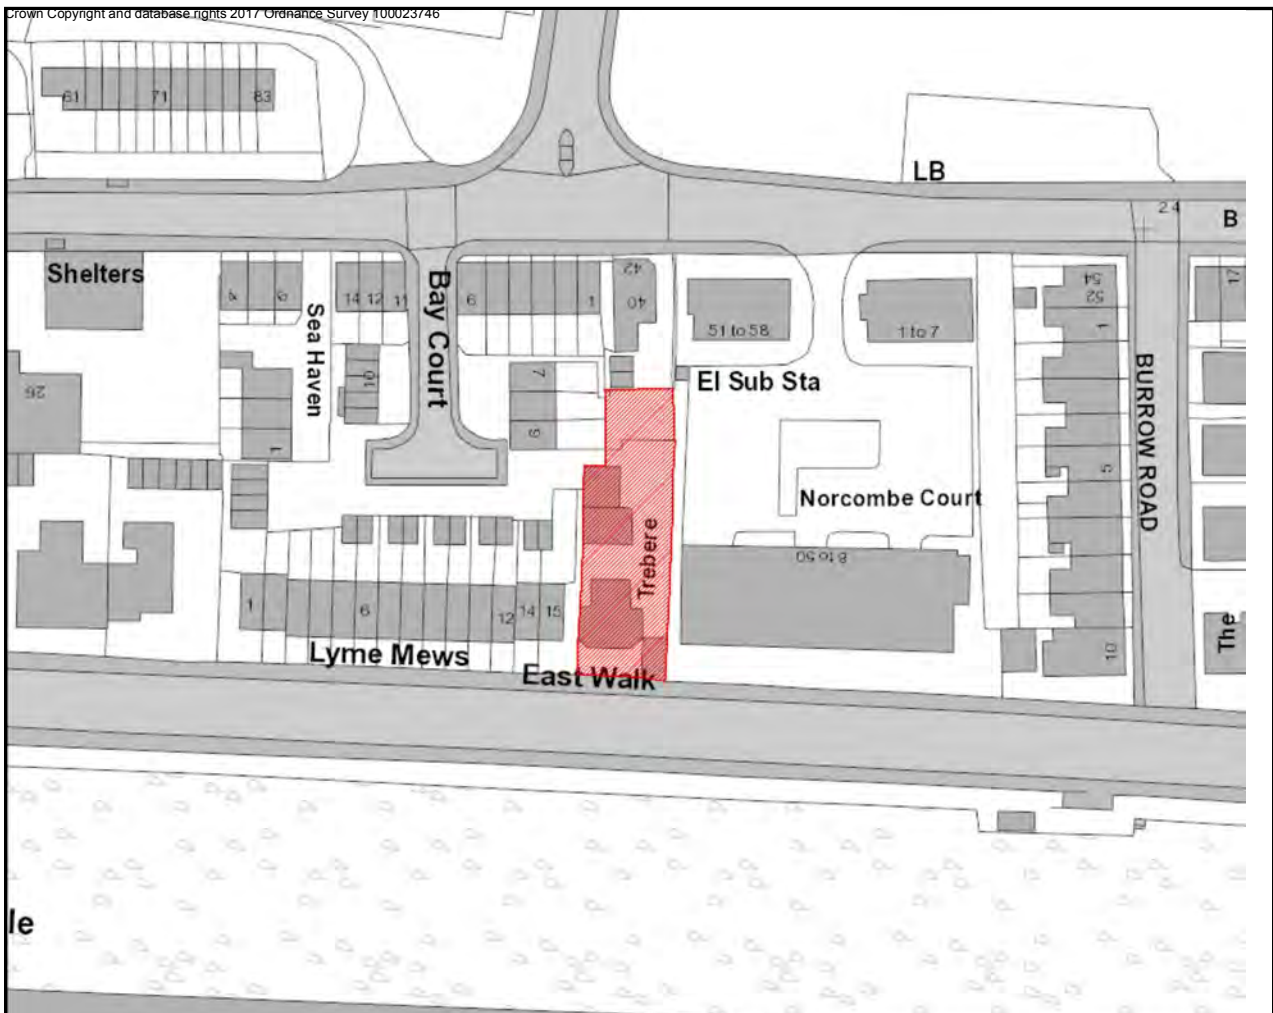 Crown Copyright and database rights 2017 Ordnance Survey 100023746
61 71 83
LB
2.4
B
Shelters
4 9
Sea Haven
14 12 11
Bay Court
6 1
42
40
51 to 58
1 to 7
54
52
1
17
26
10
7
9
El Sub Sta
BURROW ROAD
1
5
Norcombe Court
Trebere
8 to 50
1 6 12 14 15
Lyme Mews
East Walk
10
The
le